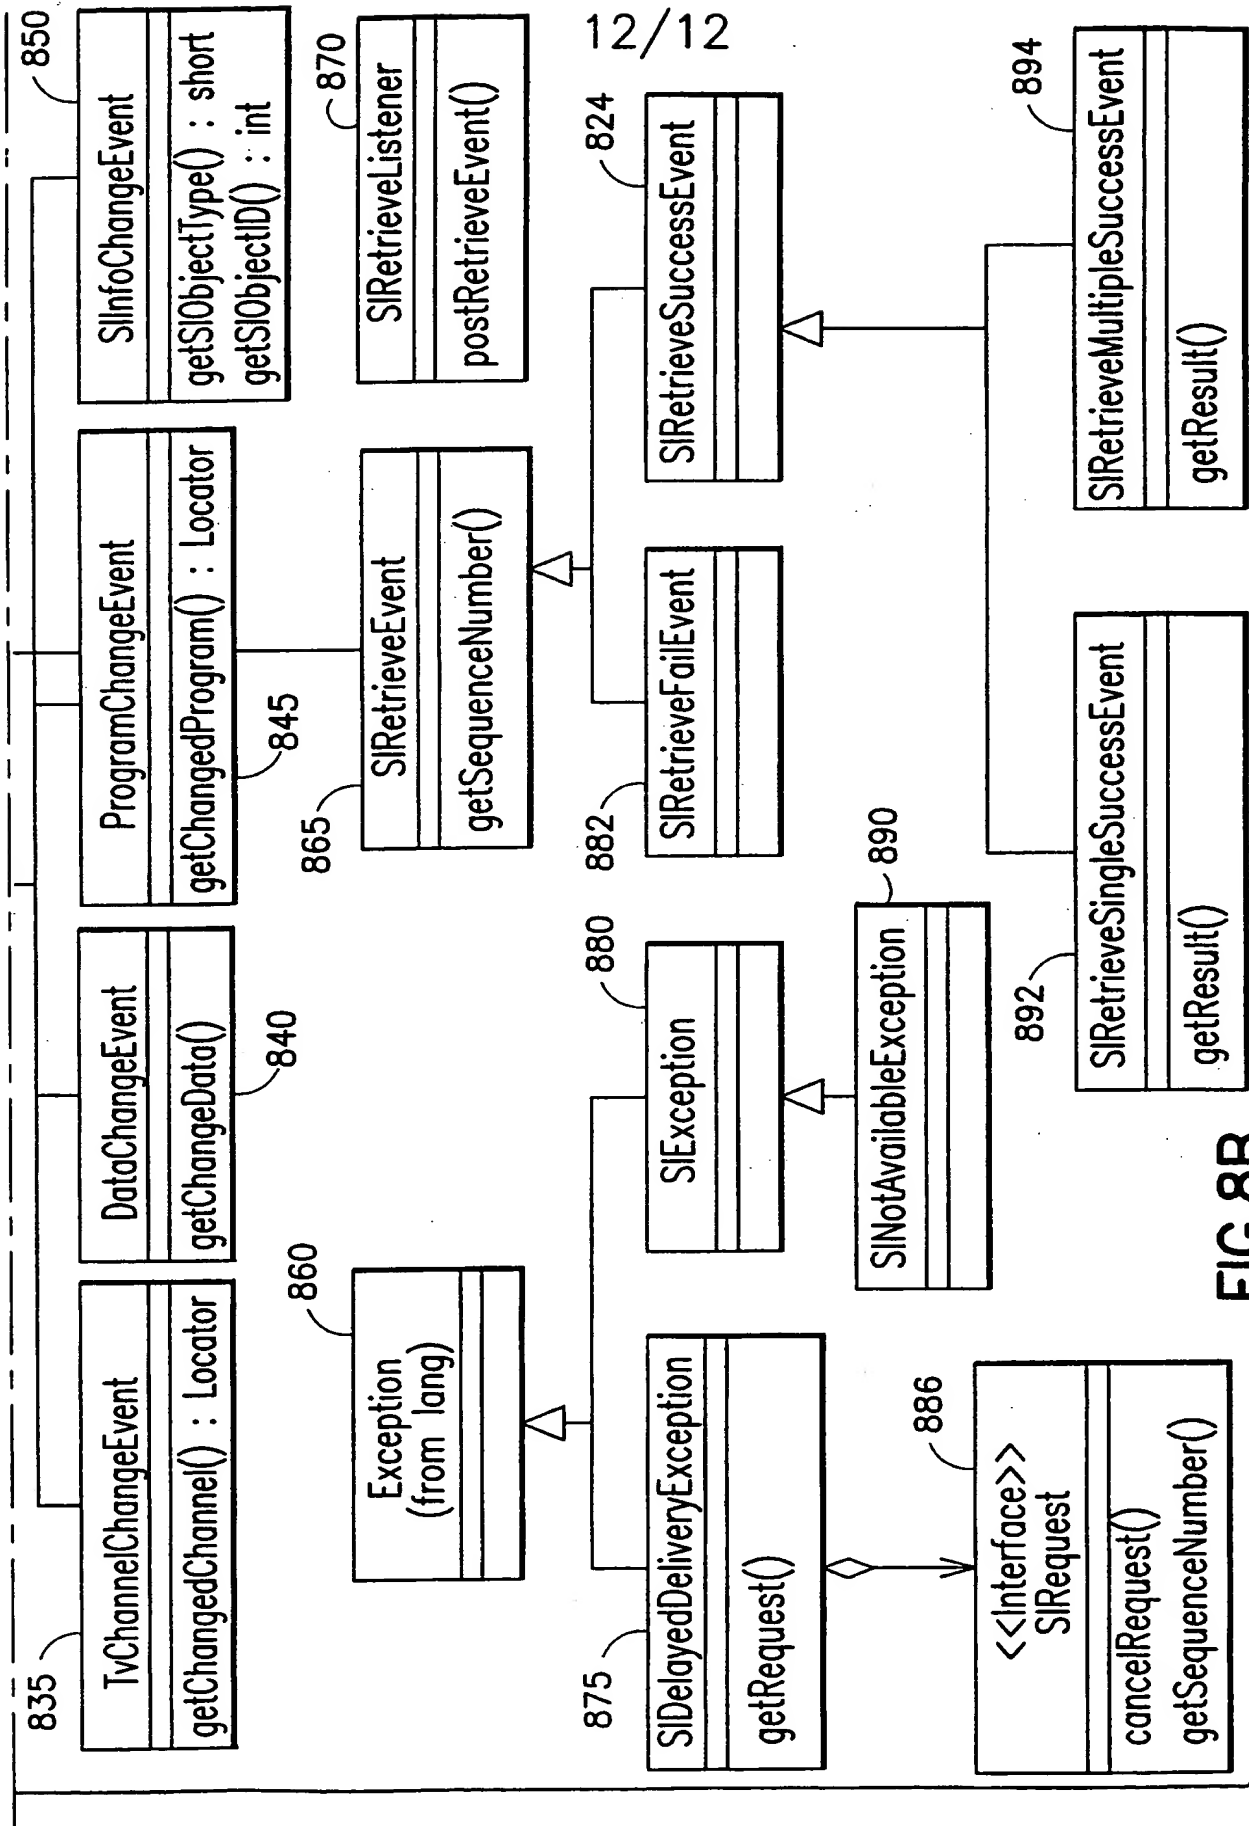 12/12
835
TvChannelChangeEvent
getChangedChannel() : Locator
DataChangeEvent
getChangeData()
840
ProgramChangeEvent
getChangedProgram() : Locator
845
850
SIInfoChangeEvent
getSIObjectType() : short
getSIObjectID() : int
860
Exception
(from lang)
865
SIRetrieveEvent
getSequenceNumber()
870
SIRetrieveListener
postRetrieveEvent()
875
SIDelayedDeliveryException
getRequest()
880
SIException
882
SIRetrieveFailEvent
824
SIRetrieveSuccessEvent
886
<<Interface>>
SIRequest
cancelRequest()
getSequenceNumber()
890
SINotAvailableException
892
SIRetrieveSingleSuccessEvent
getResult()
894
SIRetrieveMultipleSuccessEvent
getResult()
FIG. 8B